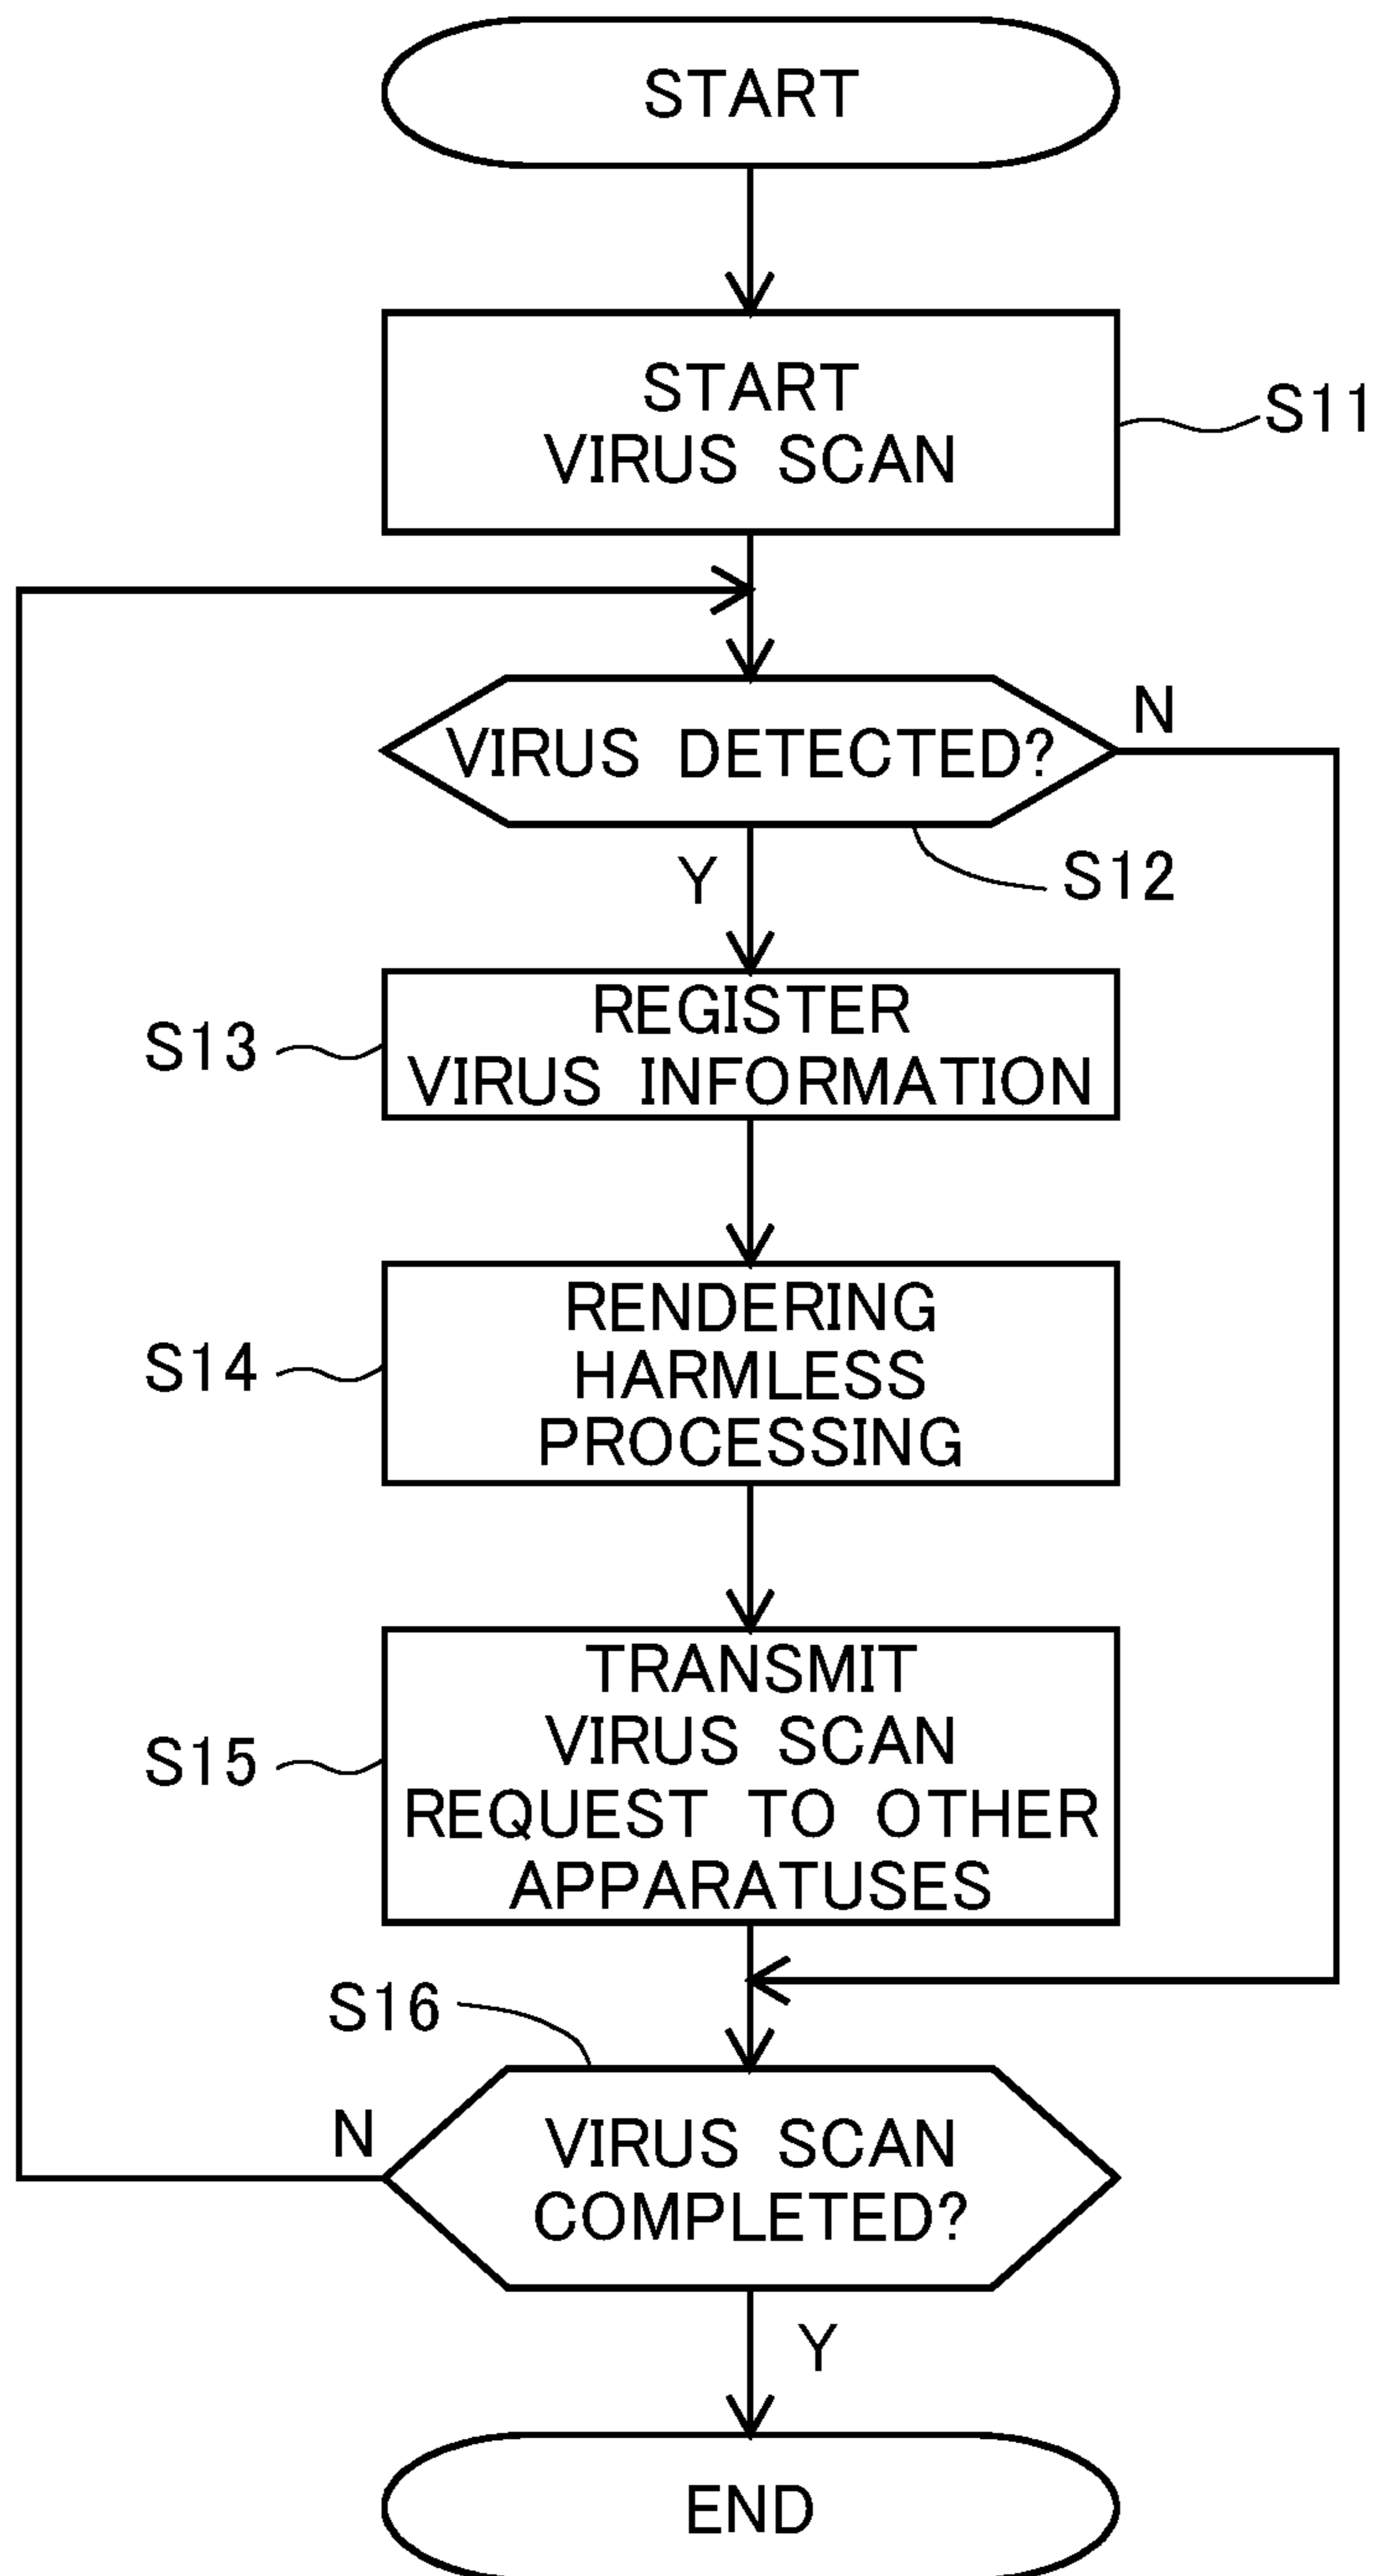 START
START
VIRUS SCAN
S11
VIRUS DETECTED?
N
S12
Y
REGISTER
VIRUS INFORMATION
S13
RENDERING
HARMLESS
PROCESSING
S14
TRANSMIT
VIRUS SCAN
REQUEST TO OTHER
APPARATUSES
S15
S16
VIRUS SCAN
COMPLETED?
N
Y
END